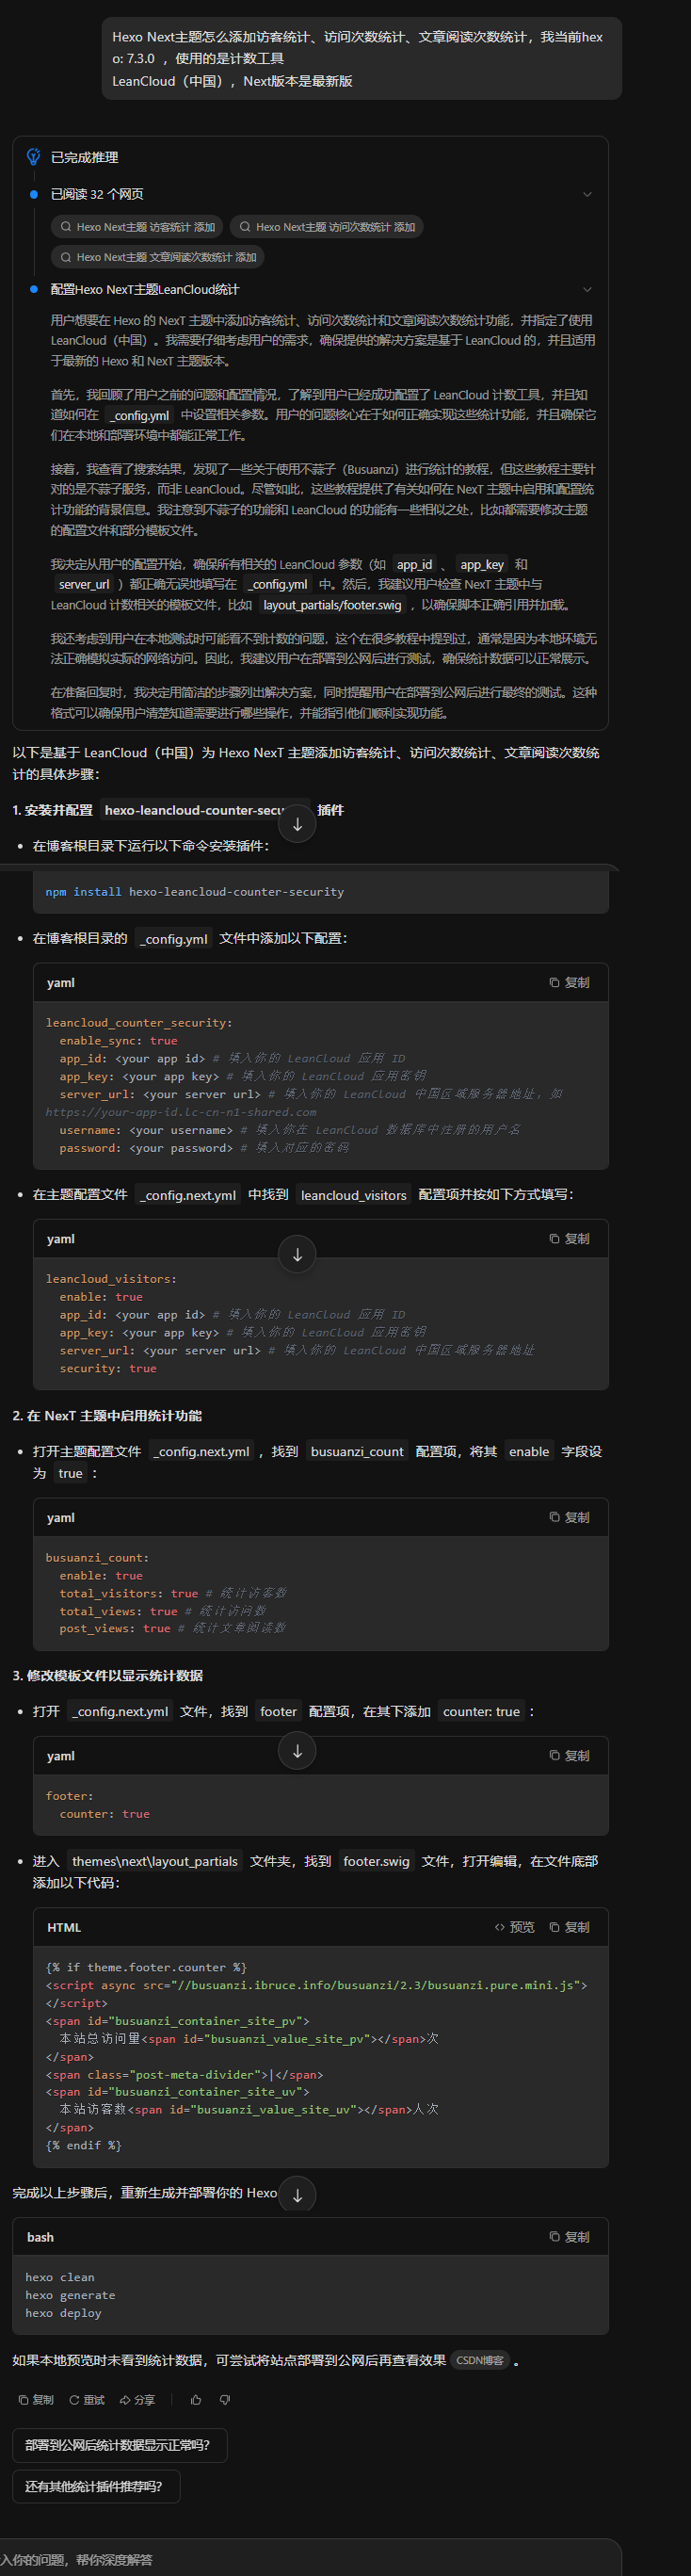 Hexo Next主题怎么添加访客统计、访问次数统计、文章阅读次数统计，我当前hex
o: 7.3.0 ，使用的是计数工具
LeanCloud（中国），Next版本是最新版
已完成推理
已阅读 32 个网页
Hexo Next主题 访客统计 添加
Hexo Next主题 访问次数统计 添加
Hexo Next主题 文章阅读次数统计 添加
配置Hexo NexT主题LeanCloud统计
用户想要在 Hexo 的 NexT 主题中添加访客统计、访问次数统计和文章阅读次数统计功能，并指定了使用
LeanCloud（中国）。我需要仔细考虑用户的需求，确保提供的解决方案是基于 LeanCloud 的，并且适用
于最新的 Hexo 和 NexT 主题版本。
首先，我回顾了用户之前的问题和配置情况，了解到用户已经成功配置了 LeanCloud 计数工具，并且知
道如何在 _config.yml 中设置相关参数。用户的问题核心在于如何正确实现这些统计功能，并且确保它
们在本地和部署环境中都能正常工作。
接着，我查看了搜索结果，发现了一些关于使用不蒜子（Busuanzi）进行统计的教程，但这些教程主要针
对的是不蒜子服务，而非 LeanCloud。尽管如此，这些教程提供了有关如何在 NexT 主题中启用和配置统
计功能的背景信息。我注意到不蒜子的功能和 LeanCloud 的功能有一些相似之处，比如都需要修改主题
的配置文件和部分模板文件。
我决定从用户的配置开始，确保所有相关的 LeanCloud 参数（如 app_id 、 app_key 和
server_url ）都正确无误地填写在 _config.yml 中。然后，我建议用户检查 NexT 主题中与
LeanCloud 计数相关的模板文件，比如 layout_partials/footer.swig ，以确保脚本正确引用并加载。
我还考虑到用户在本地测试时可能看不到计数的问题，这个在很多教程中提到过，通常是因为本地环境无
法正确模拟实际的网络访问。因此，我建议用户在部署到公网后进行测试，确保统计数据可以正常展示。
在准备回复时，我决定用简洁的步骤列出解决方案，同时提醒用户在部署到公网后进行最终的测试。这种
格式可以确保用户清楚知道需要进行哪些操作，并能指引他们顺利实现功能。
以下是基于 LeanCloud（中国）为 Hexo NexT 主题添加访客统计、访问次数统计、文章阅读次数统
计的具体步骤：
1. 安装并配置 hexo-leancloud-counter-secu 插件
• 在博客根目录下运行以下命令安装插件：
npm install hexo-leancloud-counter-security
• 在博客根目录的 _config.yml 文件中添加以下配置：
yaml 复制
leancloud_counter_security:
enable_sync: true
app_id: <your app id> # 填入你的 LeanCloud 应用 ID
app_key: <your app key> # 填入你的 LeanCloud 应用密钥
server_url: <your server url> # 填入你的 LeanCloud 中国区域服务器地址，如
https://your-app-id.lc-cn-n1-shared.com
username: <your username> # 填入你在 LeanCloud 数据库中注册的用户名
password: <your password> # 填入对应的密码
• 在主题配置文件 _config.next.yml 中找到 leancloud_visitors 配置项并按如下方式填写：
yaml 复制
leancloud_visitors:
enable: true
app_id: <your app id> # 填入你的 LeanCloud 应用 ID
app_key: <your app key> # 填入你的 LeanCloud 应用密钥
server_url: <your server url> # 填入你的 LeanCloud 中国区域服务器地址
security: true
2. 在 NexT 主题中启用统计功能
• 打开主题配置文件 _config.next.yml ，找到 busuanzi_count 配置项，将其 enable 字段设
为 true ：
yaml 复制
busuanzi_count:
enable: true
total_visitors: true # 统计访客数
total_views: true # 统计访问数
post_views: true # 统计文章阅读数
3. 修改模板文件以显示统计数据
• 打开 _config.next.yml 文件，找到 footer 配置项，在其下添加 counter: true ：
yaml 复制
footer:
counter: true
• 进入 themes\next\layout_partials 文件夹，找到 footer.swig 文件，打开编辑，在文件底部
添加以下代码：
HTML 预览 复制
{% if theme.footer.counter %}
<script async src="//busuanzi.ibruce.info/busuanzi/2.3/busuanzi.pure.mini.js">
</script>
<span id="busuanzi_container_site_pv">
本站总访问量<span id="busuanzi_value_site_pv"></span>次
</span>
<span class="post-meta-divider">|</span>
<span id="busuanzi_container_site_uv">
本站访客数<span id="busuanzi_value_site_uv"></span>人次
</span>
{% endif %}
完成以上步骤后，重新生成并部署你的 Hexo
bash 复制
hexo clean
hexo generate
hexo deploy
如果本地预览时未看到统计数据，可尝试将站点部署到公网后再查看效果 CSDN博客 。
复制 重试 分享
部署到公网后统计数据显示正常吗？
还有其他统计插件推荐吗？
入你的问题，帮你深度解答